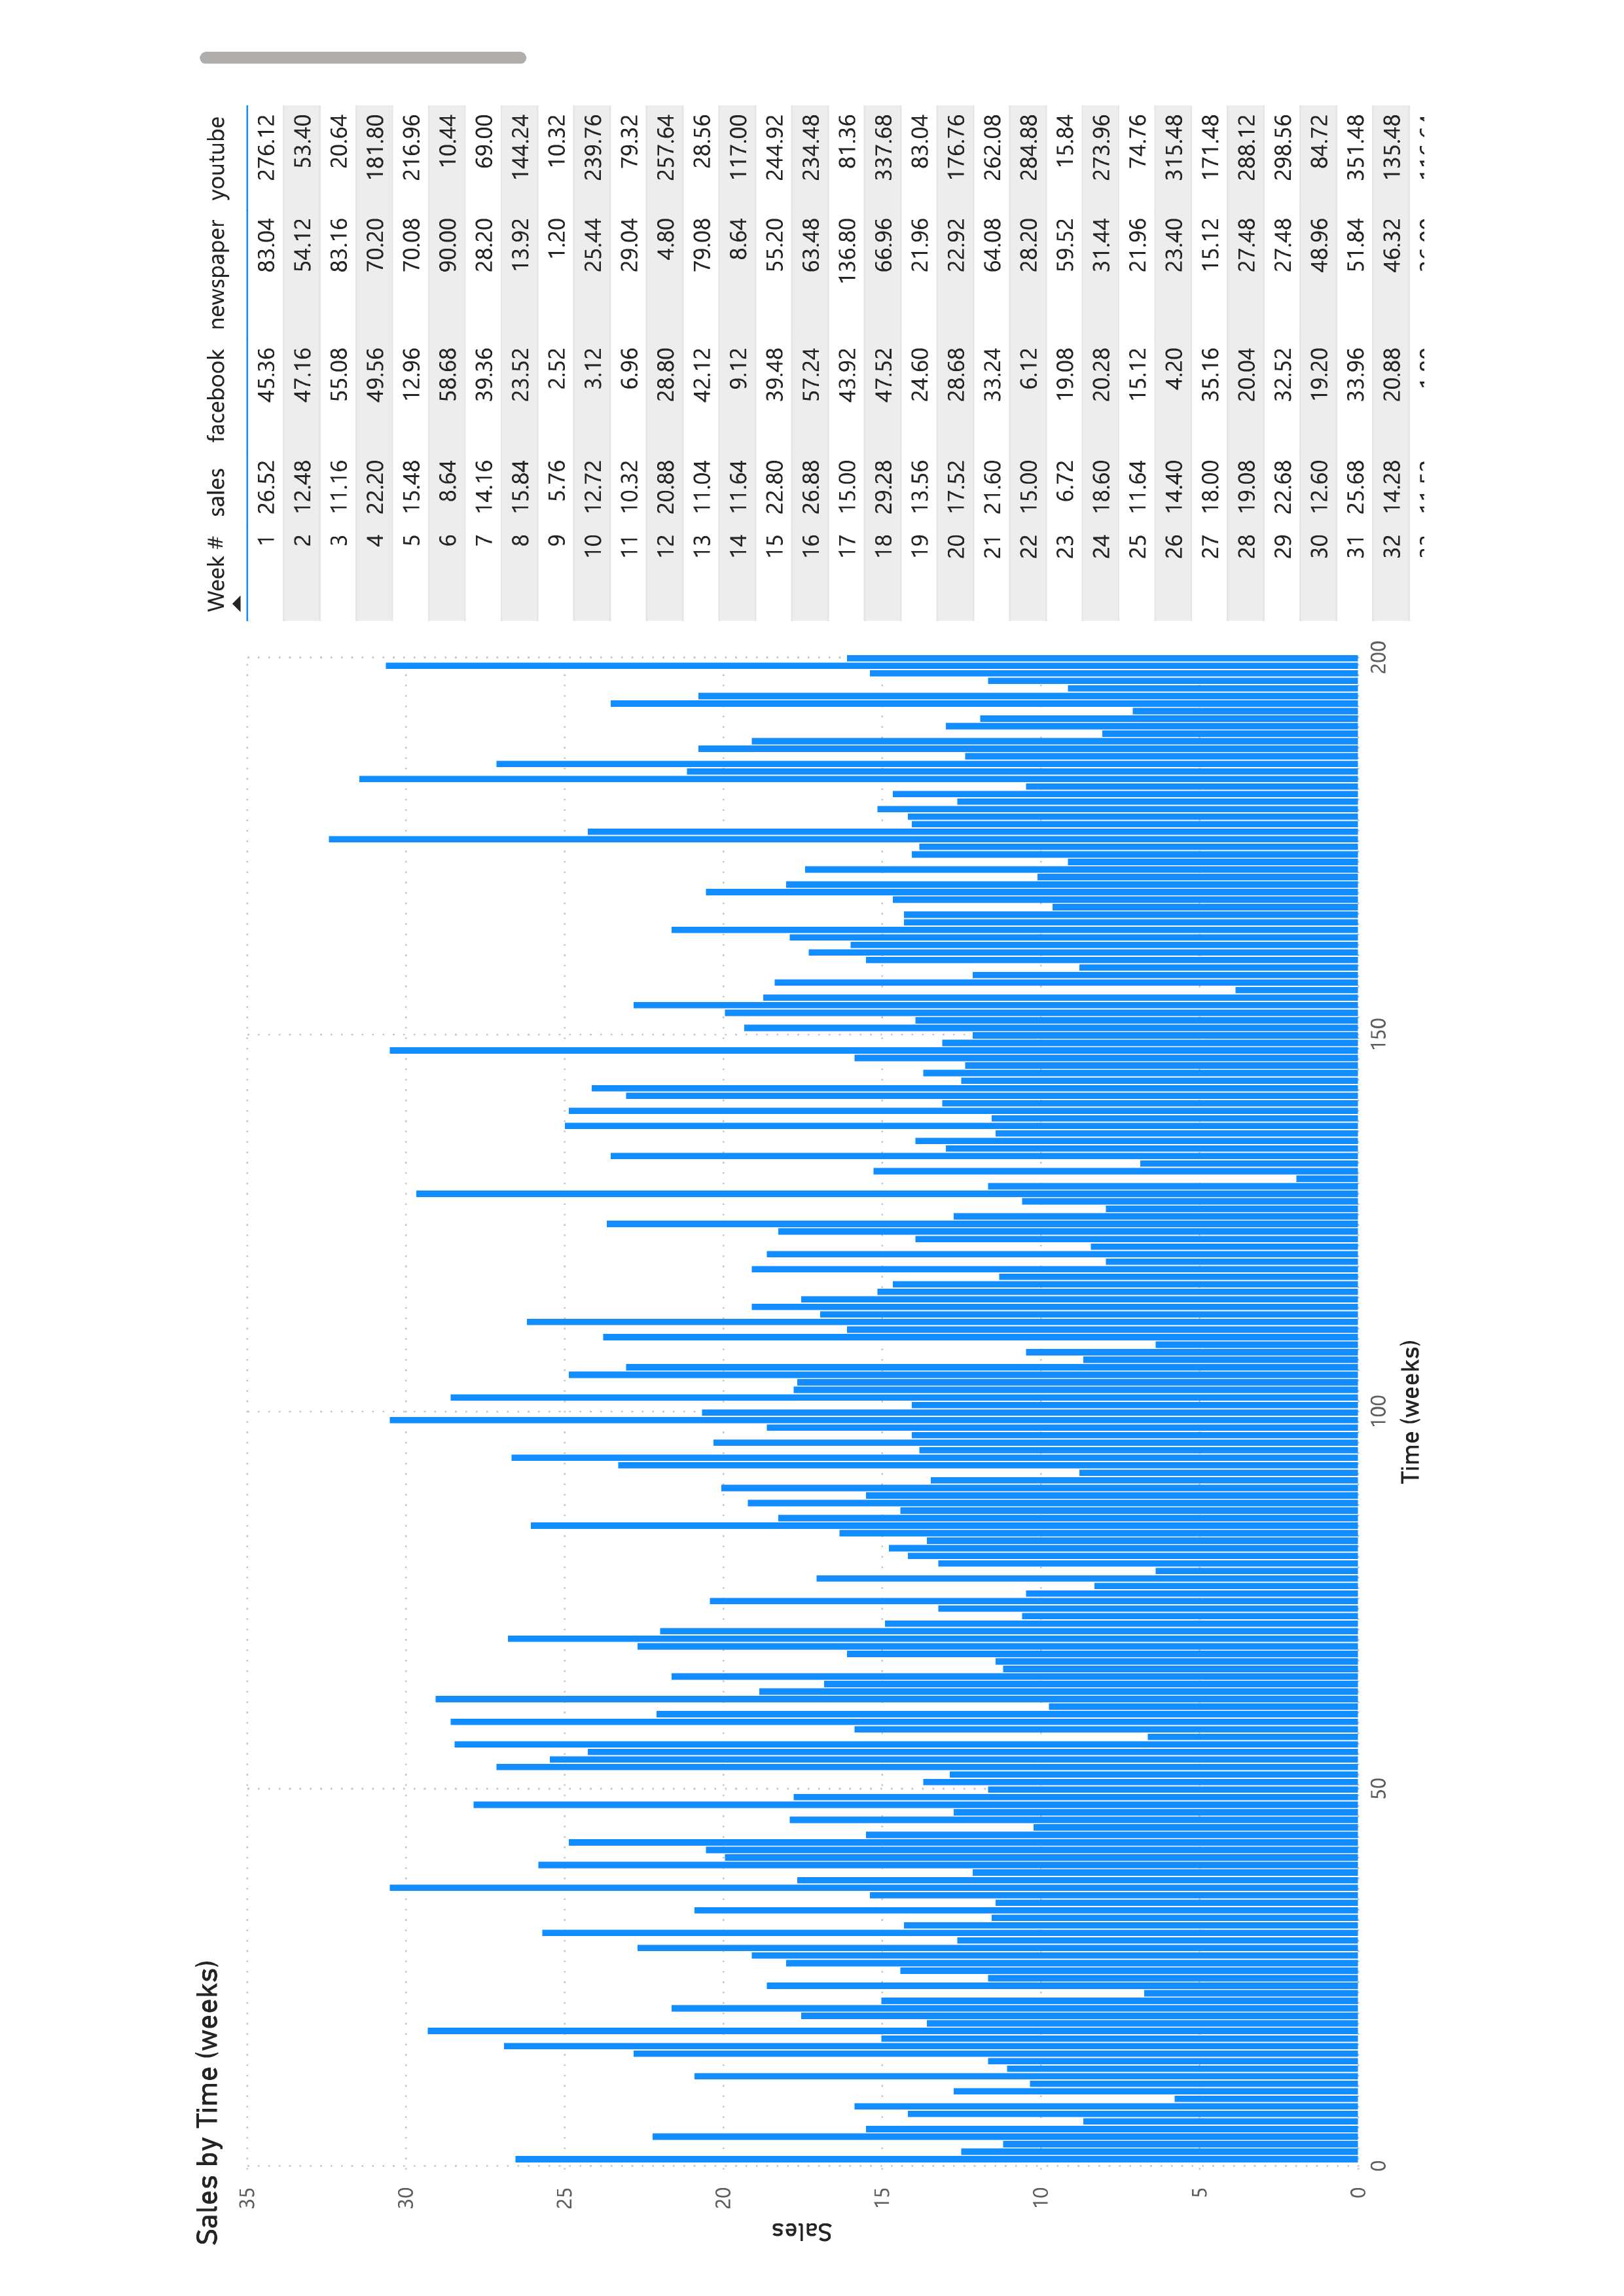 Sales by Time (weeks)
35
30
25
20
15
10
5
0
Sales
0 50 100 150 200
Time (weeks)
Week # sales facebook newspaper youtube
1 26.52 45.36 83.04 276.12
2 12.48 47.16 54.12 53.40
3 11.16 55.08 83.16 20.64
4 22.20 49.56 70.20 181.80
5 15.48 12.96 70.08 216.96
6 8.64 58.68 90.00 10.44
7 14.16 39.36 28.20 69.00
8 15.84 23.52 13.92 144.24
9 5.76 2.52 1.20 10.32
10 12.72 3.12 25.44 239.76
11 10.32 6.96 29.04 79.32
12 20.88 28.80 4.80 257.64
13 11.04 42.12 79.08 28.56
14 11.64 9.12 8.64 117.00
15 22.80 39.48 55.20 244.92
16 26.88 57.24 63.48 234.48
17 15.00 43.92 136.80 81.36
18 29.28 47.52 66.96 337.68
19 13.56 24.60 21.96 83.04
20 17.52 28.68 22.92 176.76
21 21.60 33.24 64.08 262.08
22 15.00 6.12 28.20 284.88
23 6.72 19.08 59.52 15.84
24 18.60 20.28 31.44 273.96
25 11.64 15.12 21.96 74.76
26 14.40 4.20 23.40 315.48
27 18.00 35.16 15.12 171.48
28 19.08 20.04 27.48 288.12
29 22.68 32.52 27.48 298.56
30 12.60 19.20 48.96 84.72
31 25.68 33.96 51.84 351.48
32 14.28 20.88 46.32 135.48